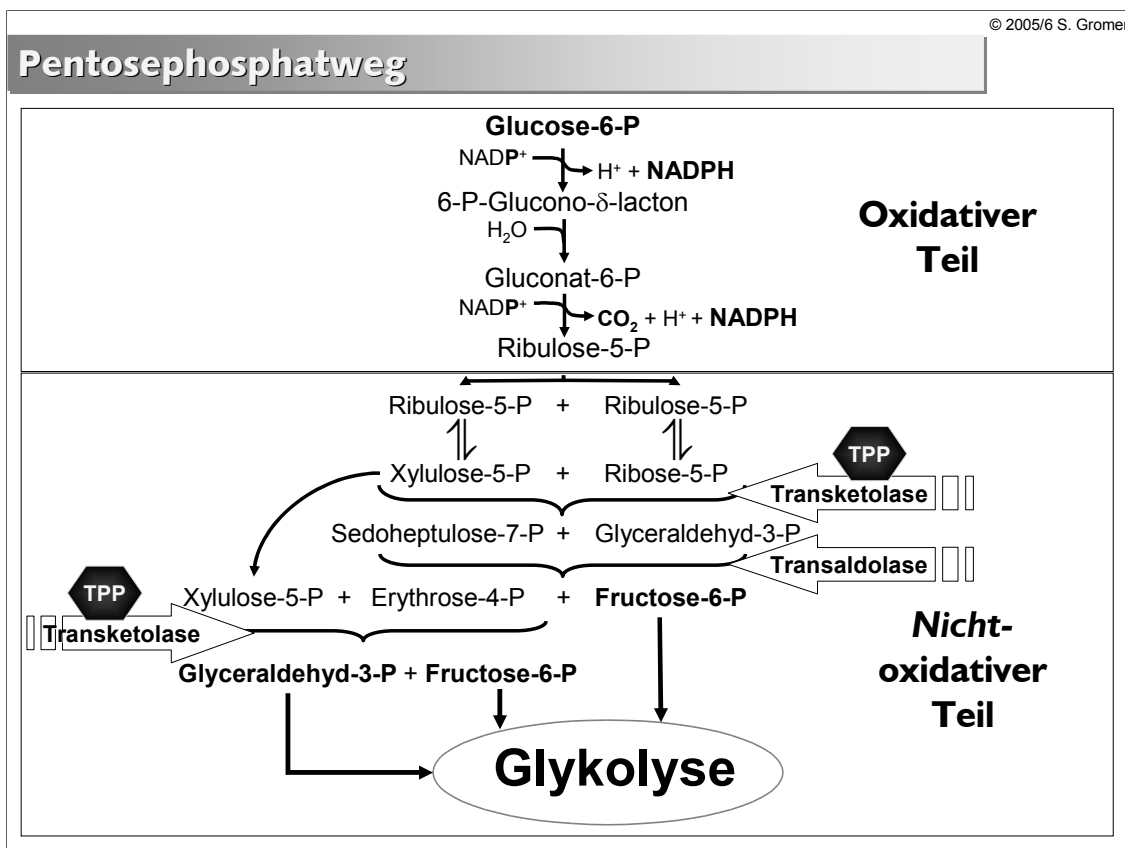 © 2005/6 S. Gromer
Pentosephosphatweg
Glucose-6-P
NADP⁺
H⁺ + NADPH
6-P-Glucono-δ-lacton
H₂O
Gluconat-6-P
NADP⁺
CO₂ + H⁺ + NADPH
Ribulose-5-P
Oxidativer
Teil
Ribulose-5-P + Ribulose-5-P
Xylulose-5-P + Ribose-5-P
TPP
Transketolase
Sedoheptulose-7-P + Glyceraldehyd-3-P
Transaldolase
Xylulose-5-P + Erythrose-4-P + Fructose-6-P
TPP
Transketolase
Glyceraldehyd-3-P + Fructose-6-P
Nicht-
oxidativer
Teil
Glykolyse